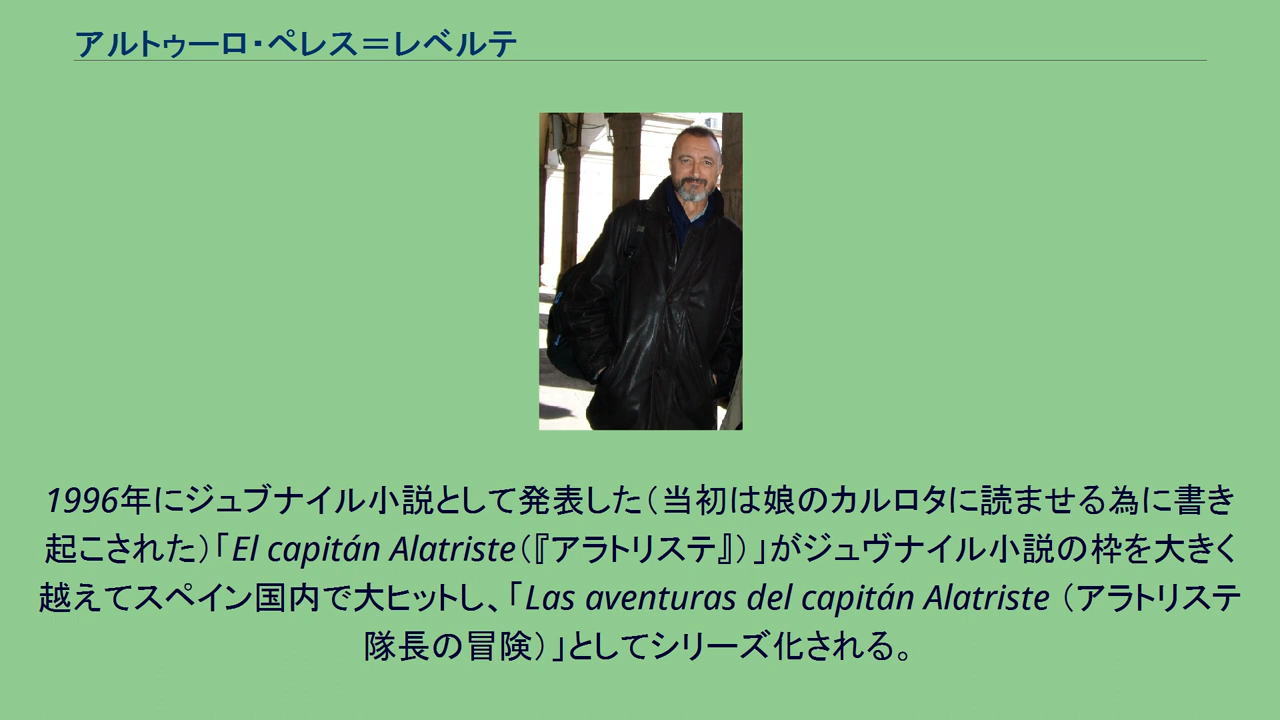 アルトゥーロ・ペレス＝レベルテ
1996年にジュブナイル小説として発表した（当初は娘のカルロタに読ませる為に書き
起こされた）「El capitán Alatriste（『アラトリステ』）」がジュヴナイル小説の枠を大きく
越えてスペイン国内で大ヒットし、「Las aventuras del capitán Alatriste （アラトリステ
隊長の冒険）」としてシリーズ化される。